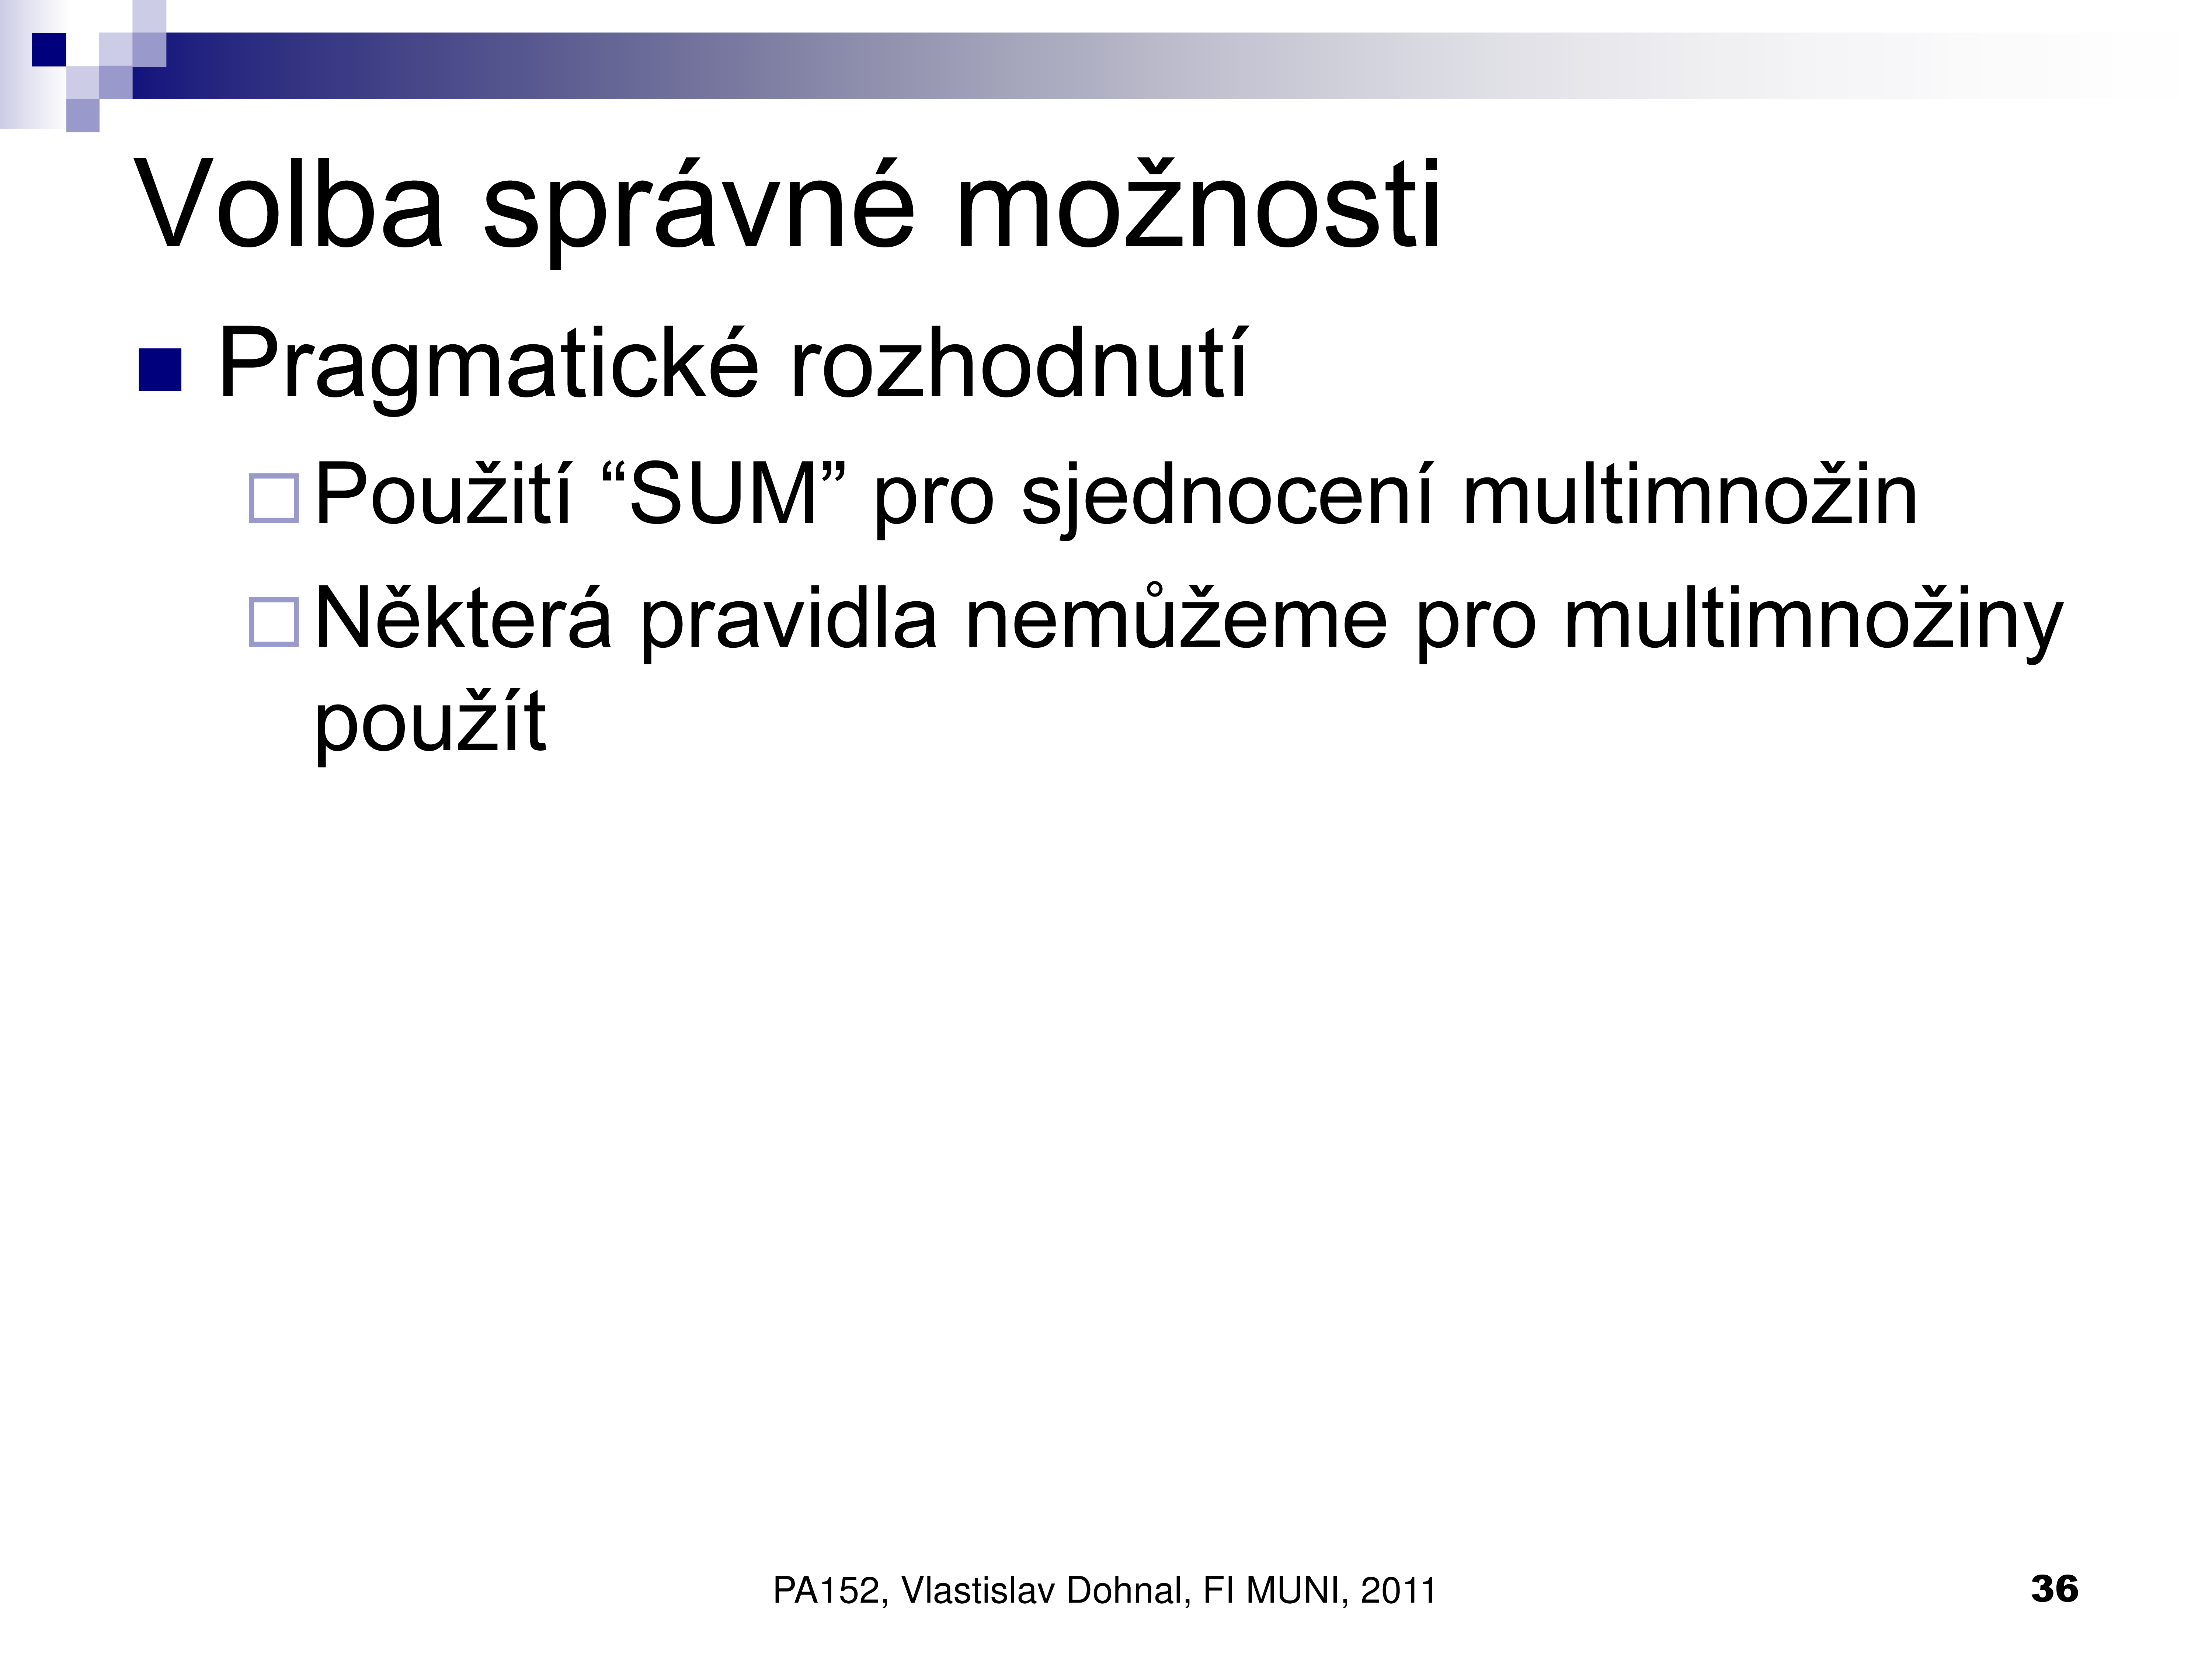 Volba správné možnosti
Pragmatické rozhodnutí
Použití “SUM” pro sjednocení multimnožin
Některá pravidla nemůžeme pro multimnožiny
použít
PA152, Vlastislav Dohnal, FI MUNI, 2011
36